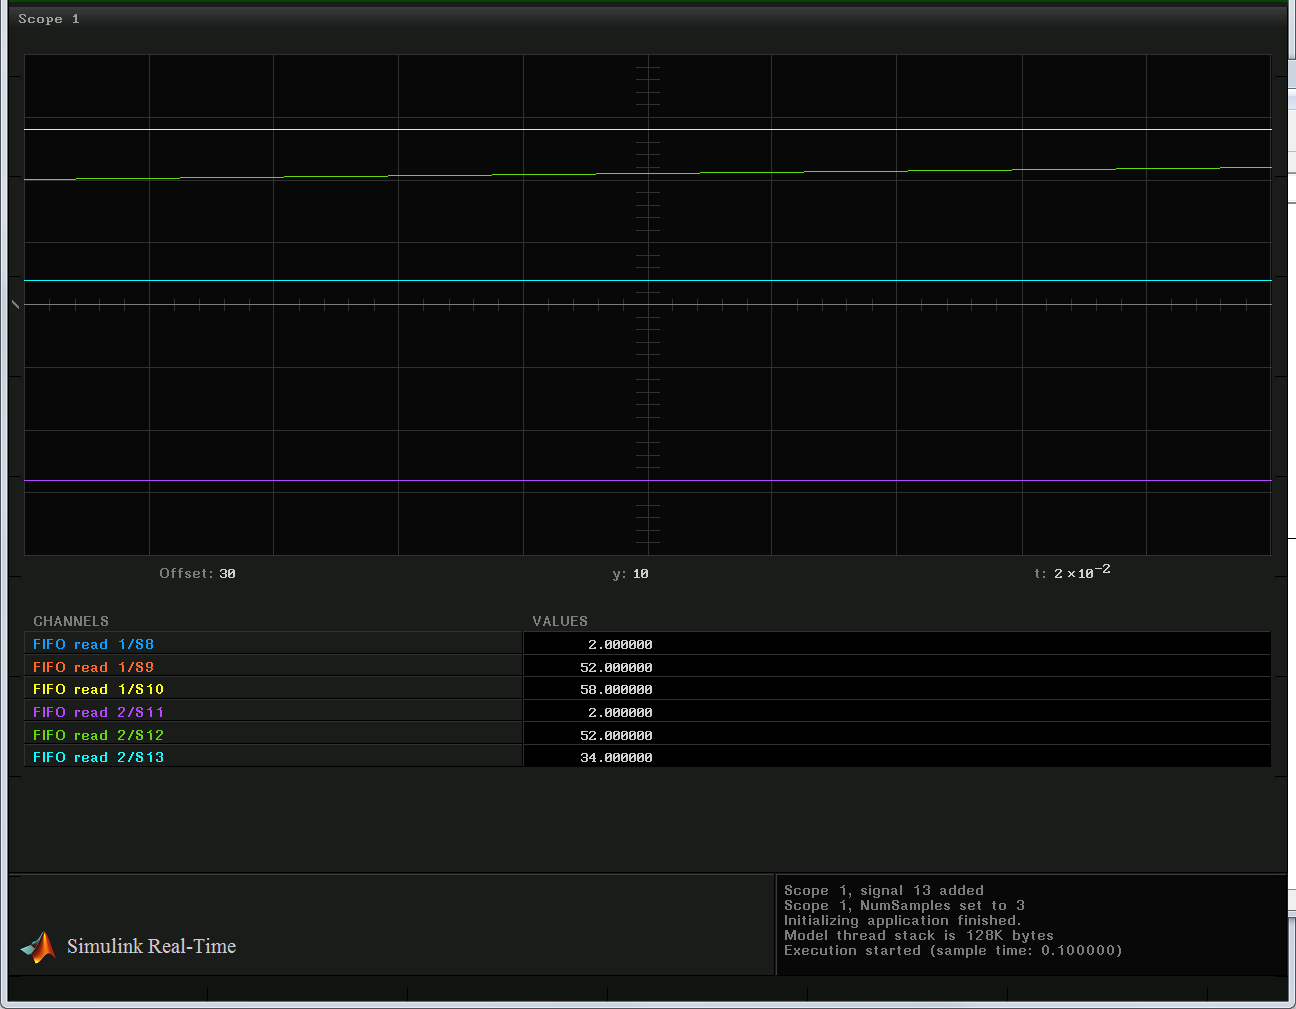 Scope 1
Offset: 30 y: 10 t: 2×10⁻²
CHANNELS VALUES
FIFO read 1/S8 2.000000
FIFO read 1/S9 52.000000
FIFO read 1/S10 58.000000
FIFO read 2/S11 2.000000
FIFO read 2/S12 52.000000
FIFO read 2/S13 34.000000
Simulink Real-Time
Scope 1, signal 13 added
Scope 1, NumSamples set to 3
Initializing application finished.
Model thread stack is 128K bytes
Execution started (sample time: 0.100000)